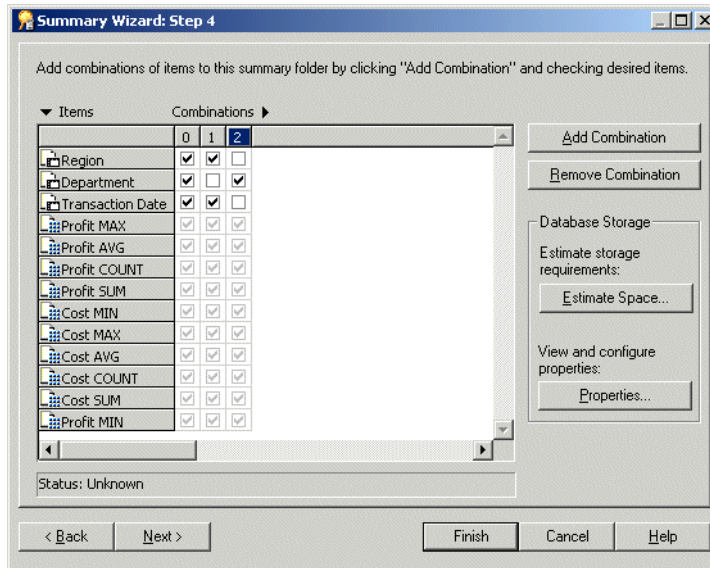 Summary Wizard: Step 4
Add combinations of items to this summary folder by clicking "Add Combination" and checking desired items.
Items Combinations
0 1 2
Region
Department
Transaction Date
Profit MAX
Profit AVG
Profit COUNT
Profit SUM
Cost MIN
Cost MAX
Cost AVG
Cost COUNT
Cost SUM
Profit MIN
Status: Unknown
Add Combination
Remove Combination
Database Storage
Estimate storage
requirements:
Estimate Space...
View and configure
properties:
Properties...
< Back Next > Finish Cancel Help